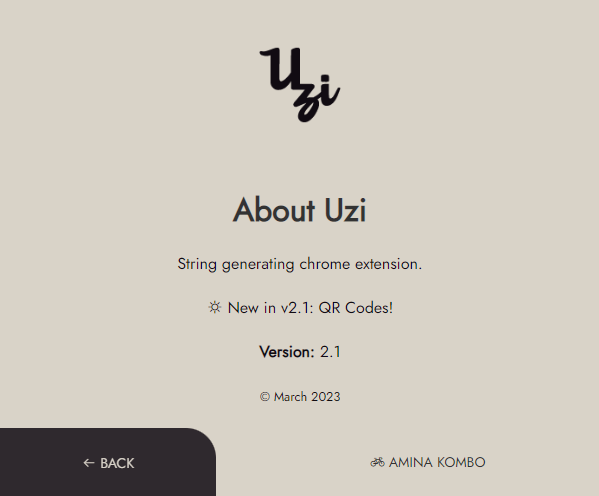 Uzi
About Uzi
String generating chrome extension.
New in v2.1: QR Codes!
Version: 2.1
© March 2023
← BACK
AMINA KOMBO